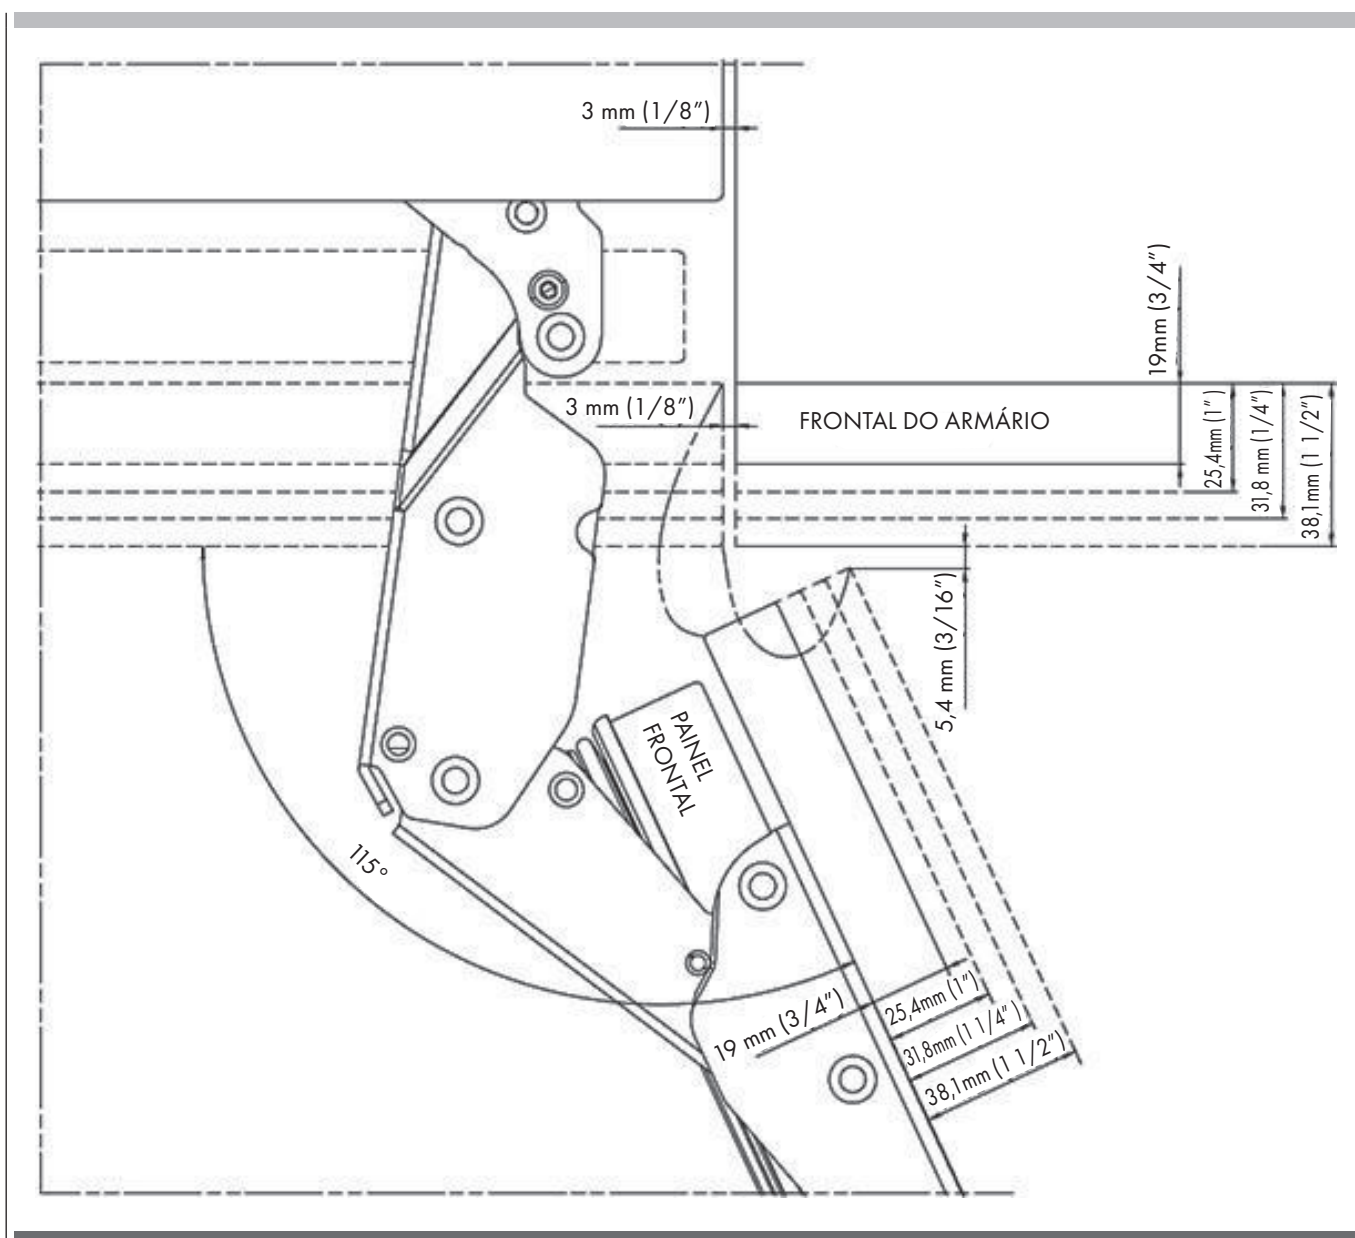 3 mm (1/8”)
19mm (3/4”)
3 mm (1/8”)
FRONTAL DO ARMÁRIO
25,4mm (1”)
31,8 mm (1 1/4”)
38,1mm (1 1/2”)
5,4 mm (3/16”)
PAINEL
FRONTAL
115°
19 mm (3/4”)
25,4mm (1”)
31,8mm (1 1/4”)
38,1mm (1 1/2”)